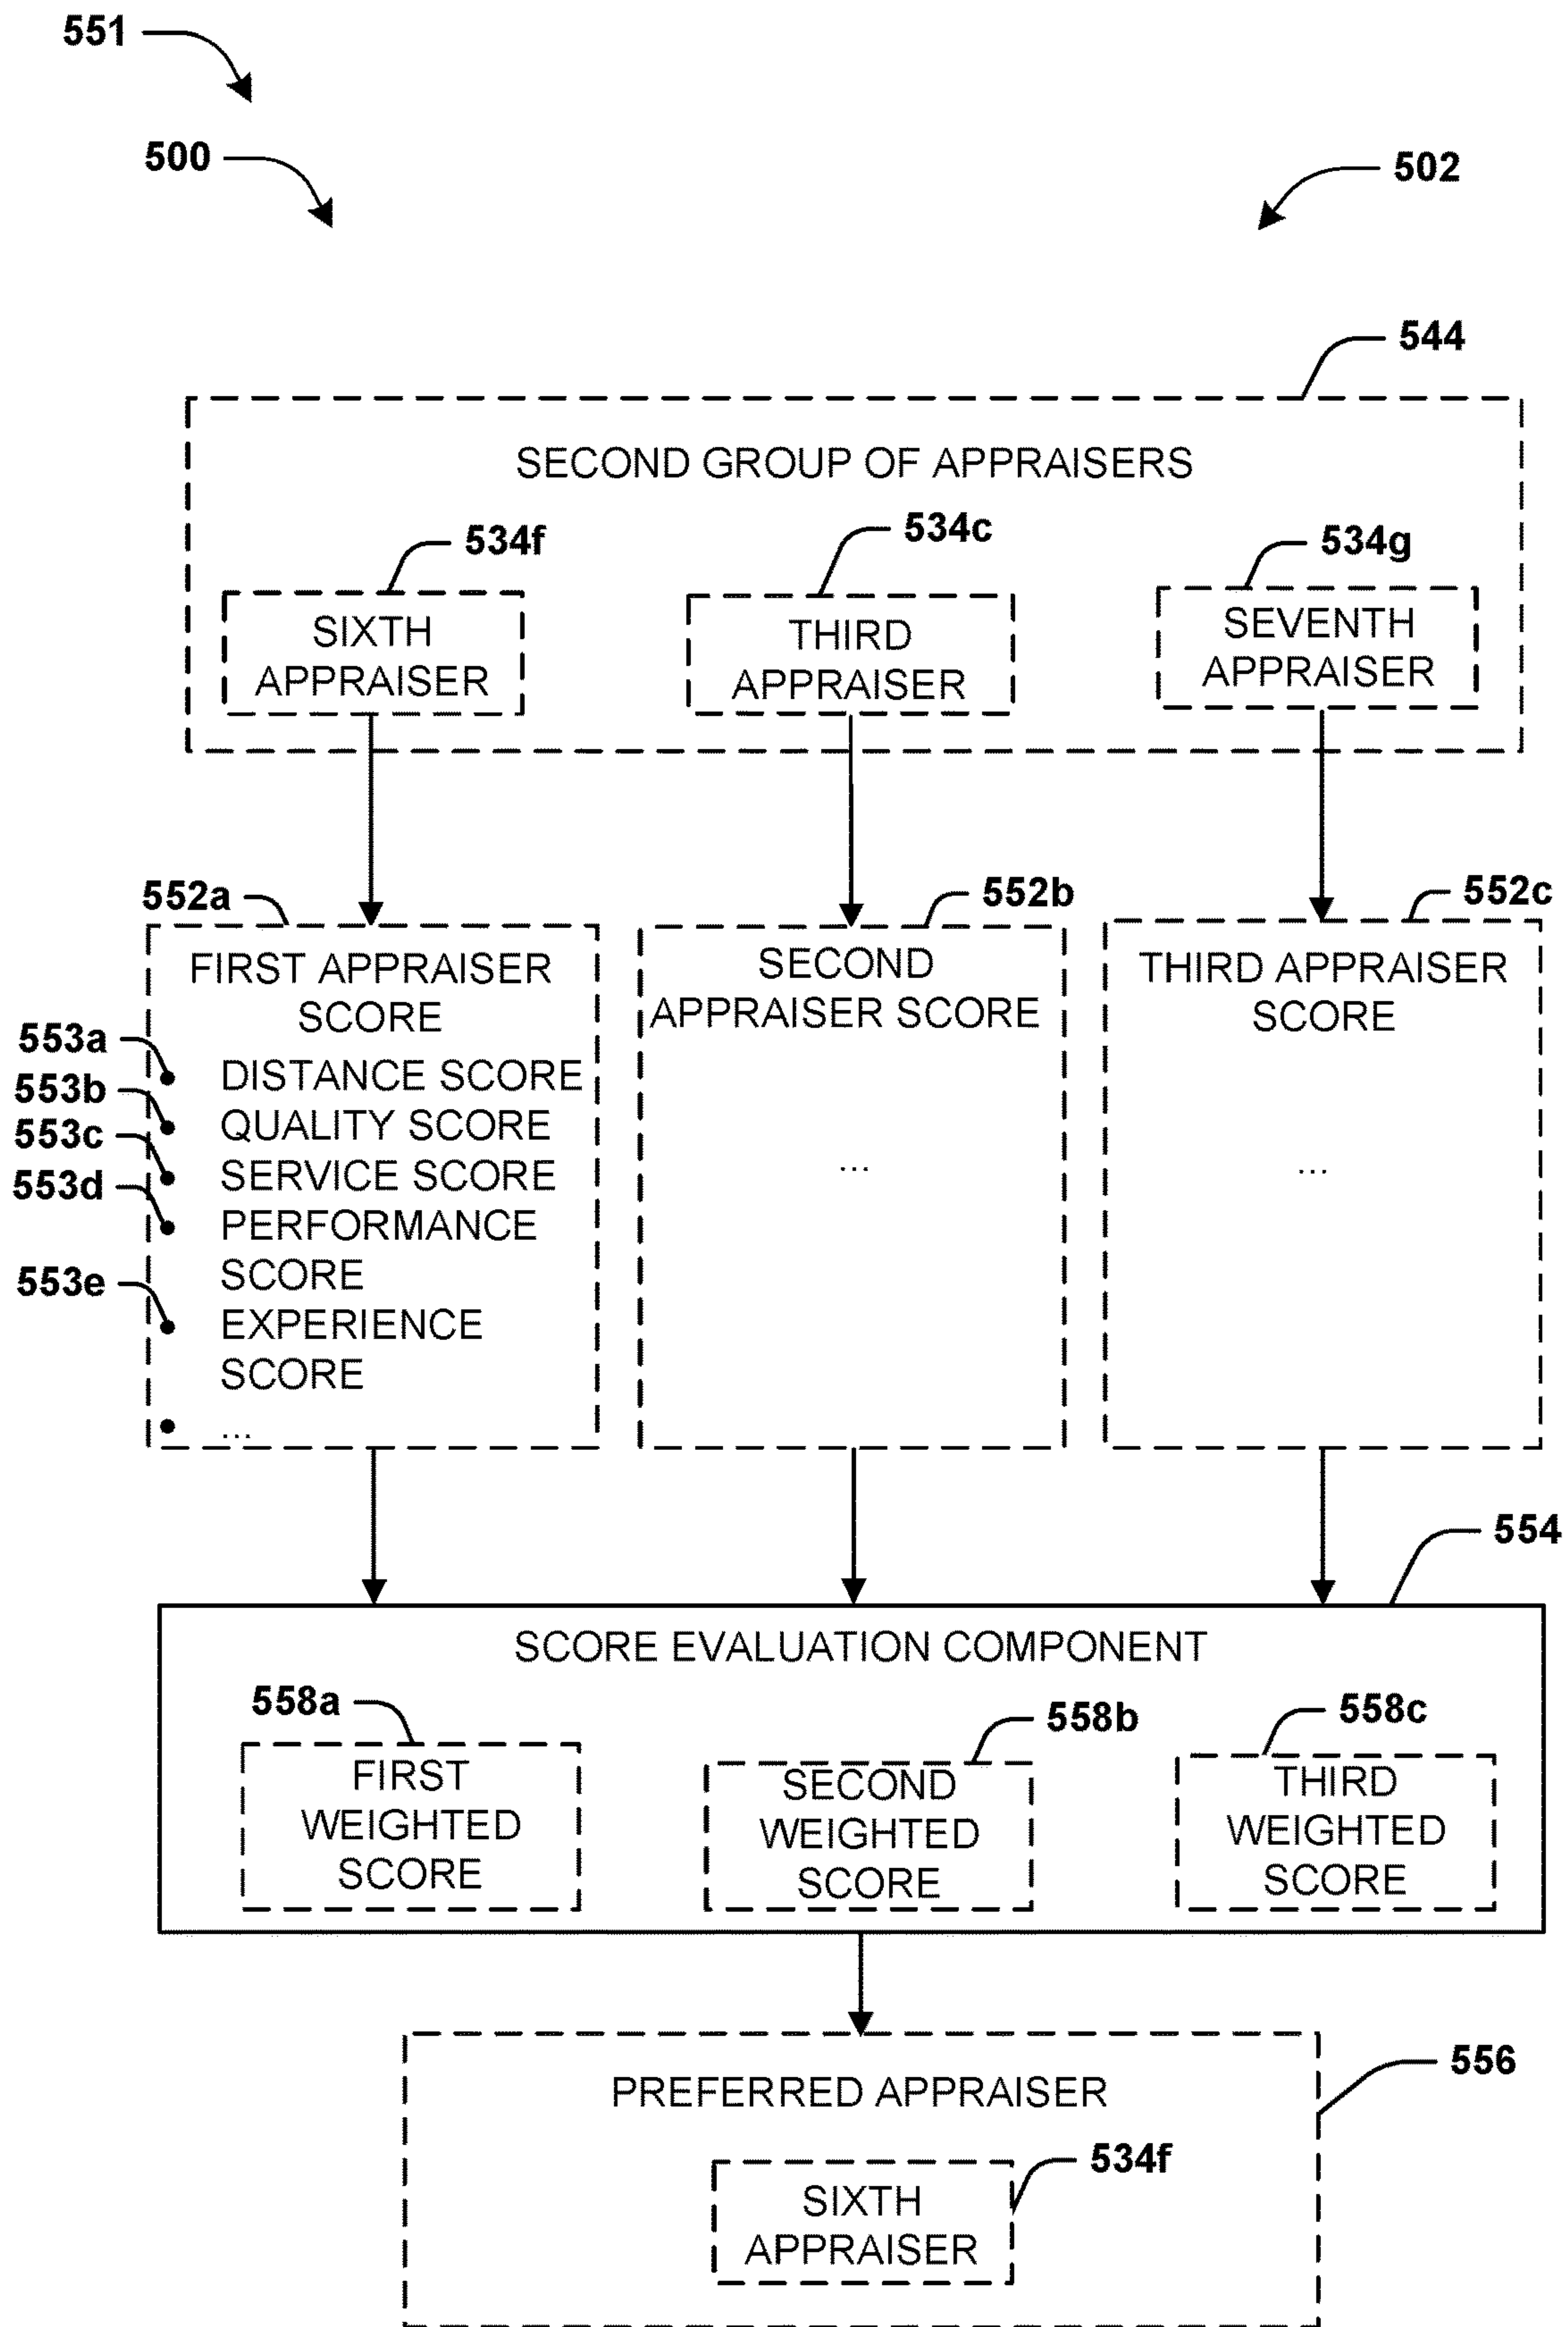 551
500
502
544
SECOND GROUP OF APPRAISERS
534f
534c
534g
SIXTH
APPRAISER
THIRD
APPRAISER
SEVENTH
APPRAISER
552a
552b
552c
FIRST APPRAISER
SCORE
553a
• DISTANCE SCORE
553b
• QUALITY SCORE
553c
• SERVICE SCORE
553d
• PERFORMANCE
SCORE
553e
• EXPERIENCE
SCORE
• ...
SECOND
APPRAISER SCORE
...
THIRD APPRAISER
SCORE
...
554
SCORE EVALUATION COMPONENT
558a
558b
558c
FIRST
WEIGHTED
SCORE
SECOND
WEIGHTED
SCORE
THIRD
WEIGHTED
SCORE
556
PREFERRED APPRAISER
534f
SIXTH
APPRAISER